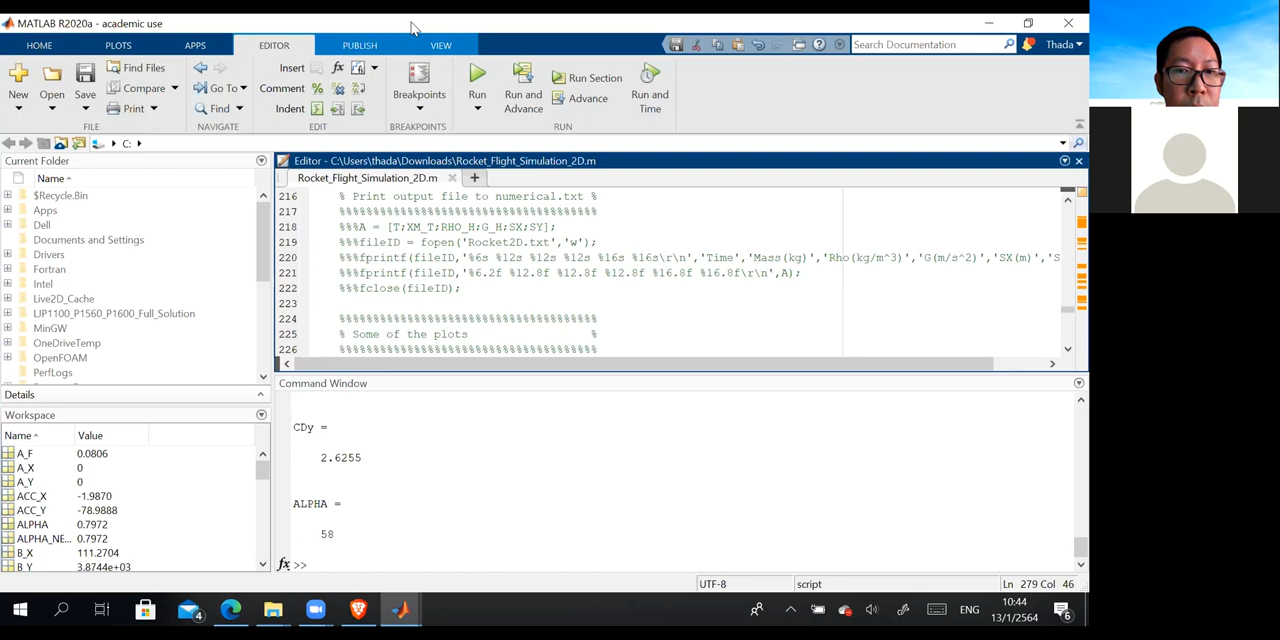 MATLAB R2020a - academic use
HOME PLOTS APPS EDITOR PUBLISH VIEW Search Documentation Thada
New Open Save Find Files Compare Print Go To Find Insert fx Comment % Indent Breakpoints Run Run and Advance Run Section Advance Run and Time
FILE NAVIGATE EDIT BREAKPOINTS RUN
C:
Current Folder
Name
$Recycle.Bin
Apps
Dell
Documents and Settings
Drivers
Fortran
Intel
Live2D_Cache
LJP1100_P1560_P1600_Full_Solution
MinGW
OneDriveTemp
OpenFOAM
PerfLogs
Details
Workspace
Name Value
A_F 0.0806
A_X 0
A_Y 0
ACC_X -1.9870
ACC_Y -78.9888
ALPHA 0.7972
ALPHA_NE... 0.7972
B_X 111.2704
B_Y 3.8744e+03
Editor - C:\Users\thada\Downloads\Rocket_Flight_Simulation_2D.m
Rocket_Flight_Simulation_2D.m
216 % Print output file to numerical.txt %
217 %%%%%%%%%%%%%%%%%%%%%%%%%%%%%%%%%%%%%%
218 %%%A = [T;XM_T;RHO_H;G_H;SX;SY];
219 %%%fileID = fopen('Rocket2D.txt','w');
220 %%%fprintf(fileID,'%6s %12s %12s %12s %16s %16s\r\n','Time','Mass(kg)','Rho(kg/m^3)','G(m/s^2)','SX(m)','S
221 %%%fprintf(fileID,'%6.2f %12.8f %12.8f %12.8f %16.8f %16.8f\r\n',A);
222 %%%fclose(fileID);
223
224 %%%%%%%%%%%%%%%%%%%%%%%%%%%%%%%%%%%%%%
225 % Some of the plots %
226 %%%%%%%%%%%%%%%%%%%%%%%%%%%%%%%%%%%%%%
Command Window
CDy =
2.6255
ALPHA =
58
fx >>
UTF-8 script Ln 279 Col 46
4 ENG 10:44 6
13/1/2564